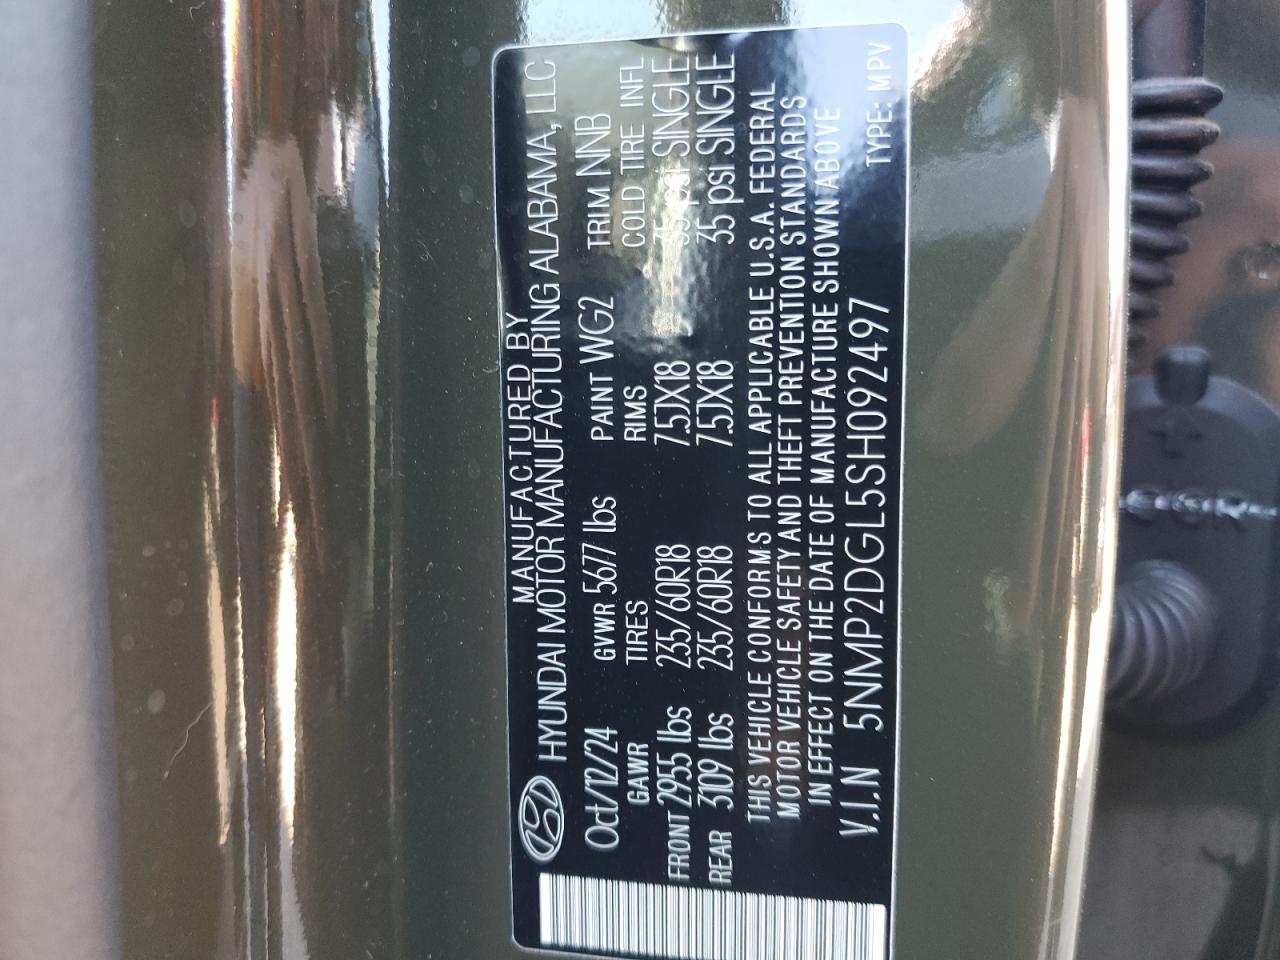 MANUFACTURED BY
HYUNDAI MOTOR MANUFACTURING ALABAMA, LLC
Oct/12/24 GVWR 5677 lbs PAINT WG2 TRIM NNB
GAWR TIRES RIMS COLD TIRE INFL
FRONT 2955 lbs 235/60R18 7.5JX18 35 psi SINGLE
REAR 3109 lbs 235/60R18 7.5JX18 35 psi SINGLE
THIS VEHICLE CONFORMS TO ALL APPLICABLE U.S.A. FEDERAL
MOTOR VEHICLE SAFETY AND THEFT PREVENTION STANDARDS
IN EFFECT ON THE DATE OF MANUFACTURE SHOWN ABOVE
V.I.N 5NMP2DGL5SH092497 TYPE: MPV